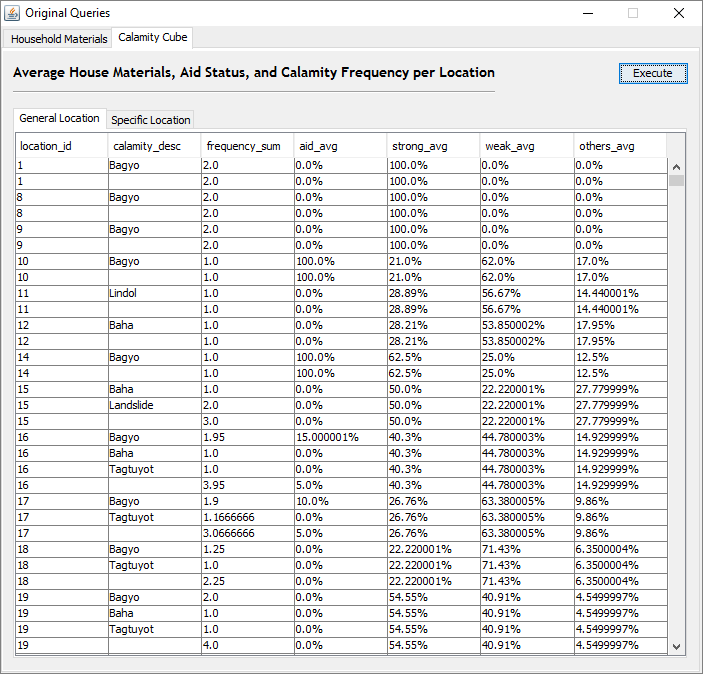 Original Queries
Household Materials Calamity Cube
Average House Materials, Aid Status, and Calamity Frequency per Location
Execute
General Location Specific Location
location_id calamity_desc frequency_sum aid_avg strong_avg weak_avg others_avg
1 Bagyo 2.0 0.0% 100.0% 0.0% 0.0%
1 2.0 0.0% 100.0% 0.0% 0.0%
8 Bagyo 2.0 0.0% 100.0% 0.0% 0.0%
8 2.0 0.0% 100.0% 0.0% 0.0%
9 Bagyo 2.0 0.0% 100.0% 0.0% 0.0%
9 2.0 0.0% 100.0% 0.0% 0.0%
10 Bagyo 1.0 100.0% 21.0% 62.0% 17.0%
10 1.0 100.0% 21.0% 62.0% 17.0%
11 Lindol 1.0 0.0% 28.89% 56.67% 14.440001%
11 1.0 0.0% 28.89% 56.67% 14.440001%
12 Baha 1.0 0.0% 28.21% 53.850002% 17.95%
12 1.0 0.0% 28.21% 53.850002% 17.95%
14 Bagyo 1.0 100.0% 62.5% 25.0% 12.5%
14 1.0 100.0% 62.5% 25.0% 12.5%
15 Baha 1.0 0.0% 50.0% 22.220001% 27.779999%
15 Landslide 2.0 0.0% 50.0% 22.220001% 27.779999%
15 3.0 0.0% 50.0% 22.220001% 27.779999%
16 Bagyo 1.95 15.000001% 40.3% 44.780003% 14.929999%
16 Baha 1.0 0.0% 40.3% 44.780003% 14.929999%
16 Tagtuyot 1.0 0.0% 40.3% 44.780003% 14.929999%
16 3.95 5.0% 40.3% 44.780003% 14.929999%
17 Bagyo 1.9 10.0% 26.76% 63.380005% 9.86%
17 Tagtuyot 1.1666666 0.0% 26.76% 63.380005% 9.86%
17 3.0666666 5.0% 26.76% 63.380005% 9.86%
18 Bagyo 1.25 0.0% 22.220001% 71.43% 6.3500004%
18 Tagtuyot 1.0 0.0% 22.220001% 71.43% 6.3500004%
18 2.25 0.0% 22.220001% 71.43% 6.3500004%
19 Bagyo 2.0 0.0% 54.55% 40.91% 4.5499997%
19 Baha 1.0 0.0% 54.55% 40.91% 4.5499997%
19 Tagtuyot 1.0 0.0% 54.55% 40.91% 4.5499997%
19 4.0 0.0% 54.55% 40.91% 4.5499997%